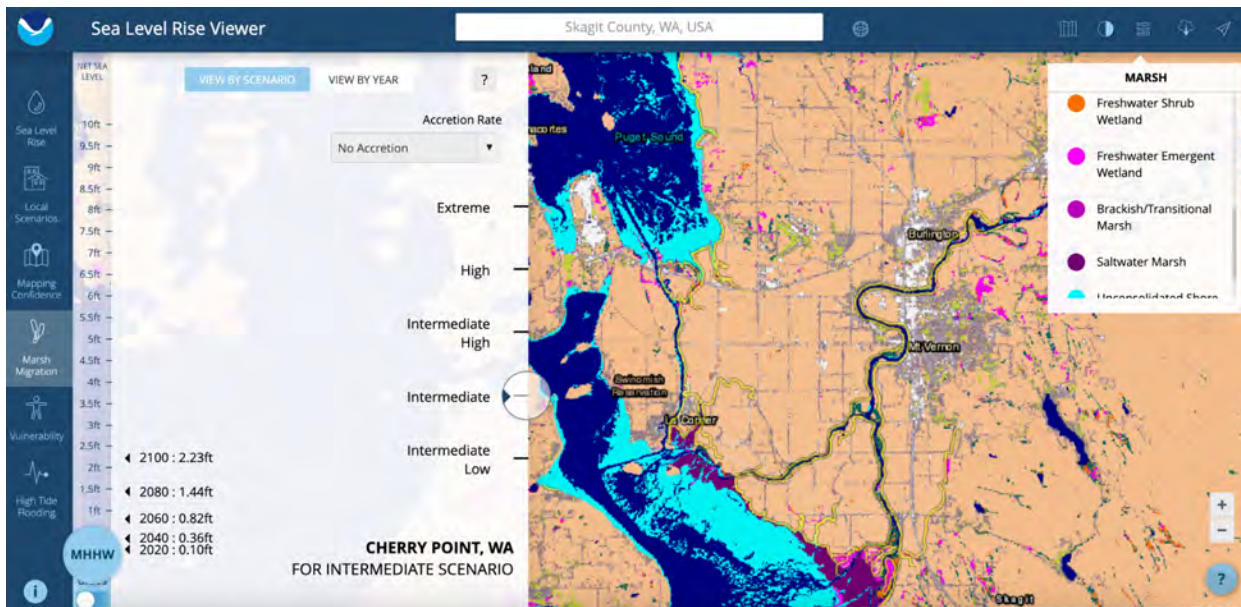 Sea Level Rise Viewer
Skagit County, WA, USA
NET SEA
LEVEL
10ft
9.5ft
9ft
8.5ft
8ft
7.5ft
7ft
6.5ft
6ft
5.5ft
5ft
4.5ft
4ft
3.5ft
3ft
2.5ft
2ft
1.5ft
1ft
MHHW
Sea Level
Rise
Local
Scenarios
Mapping
Confidence
Marsh
Migration
Vulnerability
High Tide
Flooding
VIEW BY SCENARIO
VIEW BY YEAR
?
Accretion Rate
No Accretion
Extreme
High
Intermediate
High
Intermediate
Intermediate
Low
2100 : 2.23ft
2080 : 1.44ft
2060 : 0.82ft
2040 : 0.36ft
2020 : 0.10ft
CHERRY POINT, WA
FOR INTERMEDIATE SCENARIO
Puget Sound
Burlington
Mt Vernon
Swinomish
Reservation
La Conner
Skagit
MARSH
Freshwater Shrub
Wetland
Freshwater Emergent
Wetland
Brackish/Transitional
Marsh
Saltwater Marsh
Unconsolidated Shore
+
−
?